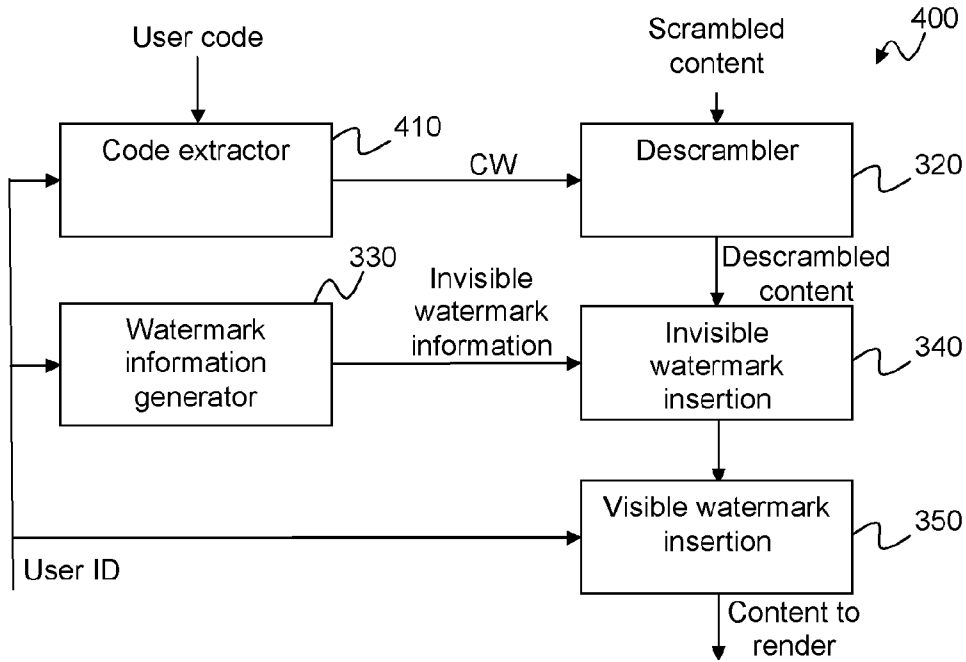 User code
Scrambled
content
400
Code extractor
410
CW
Descrambler
320
Descrambled
content
330
Invisible
watermark
information
Watermark
information
generator
Invisible
watermark
insertion
340
Visible watermark
insertion
350
User ID
Content to
render